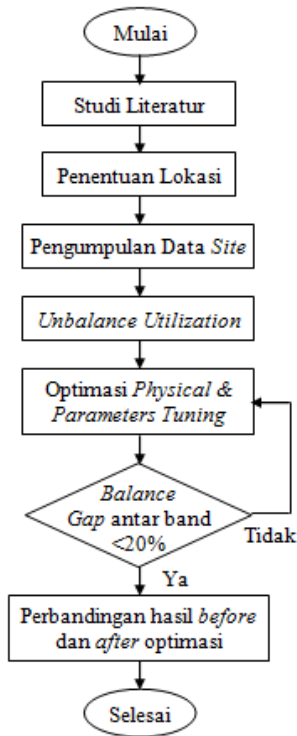 Mulai
Studi Literatur
Penentuan Lokasi
Pengumpulan Data Site
Unbalance Utilization
Optimasi Physical &
Parameters Tuning
Balance
Gap antar band
<20%
Tidak
Ya
Perbandingan hasil before
dan after optimasi
Selesai